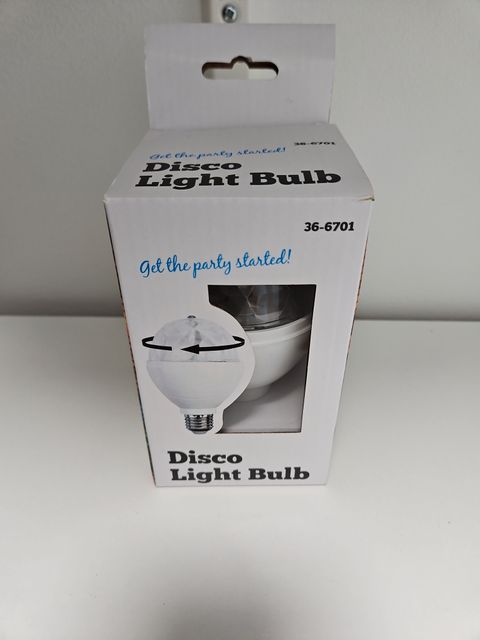 Get the party started!
36-6701
Disco
Light Bulb
36-6701
Get the party started!
Disco
Light Bulb